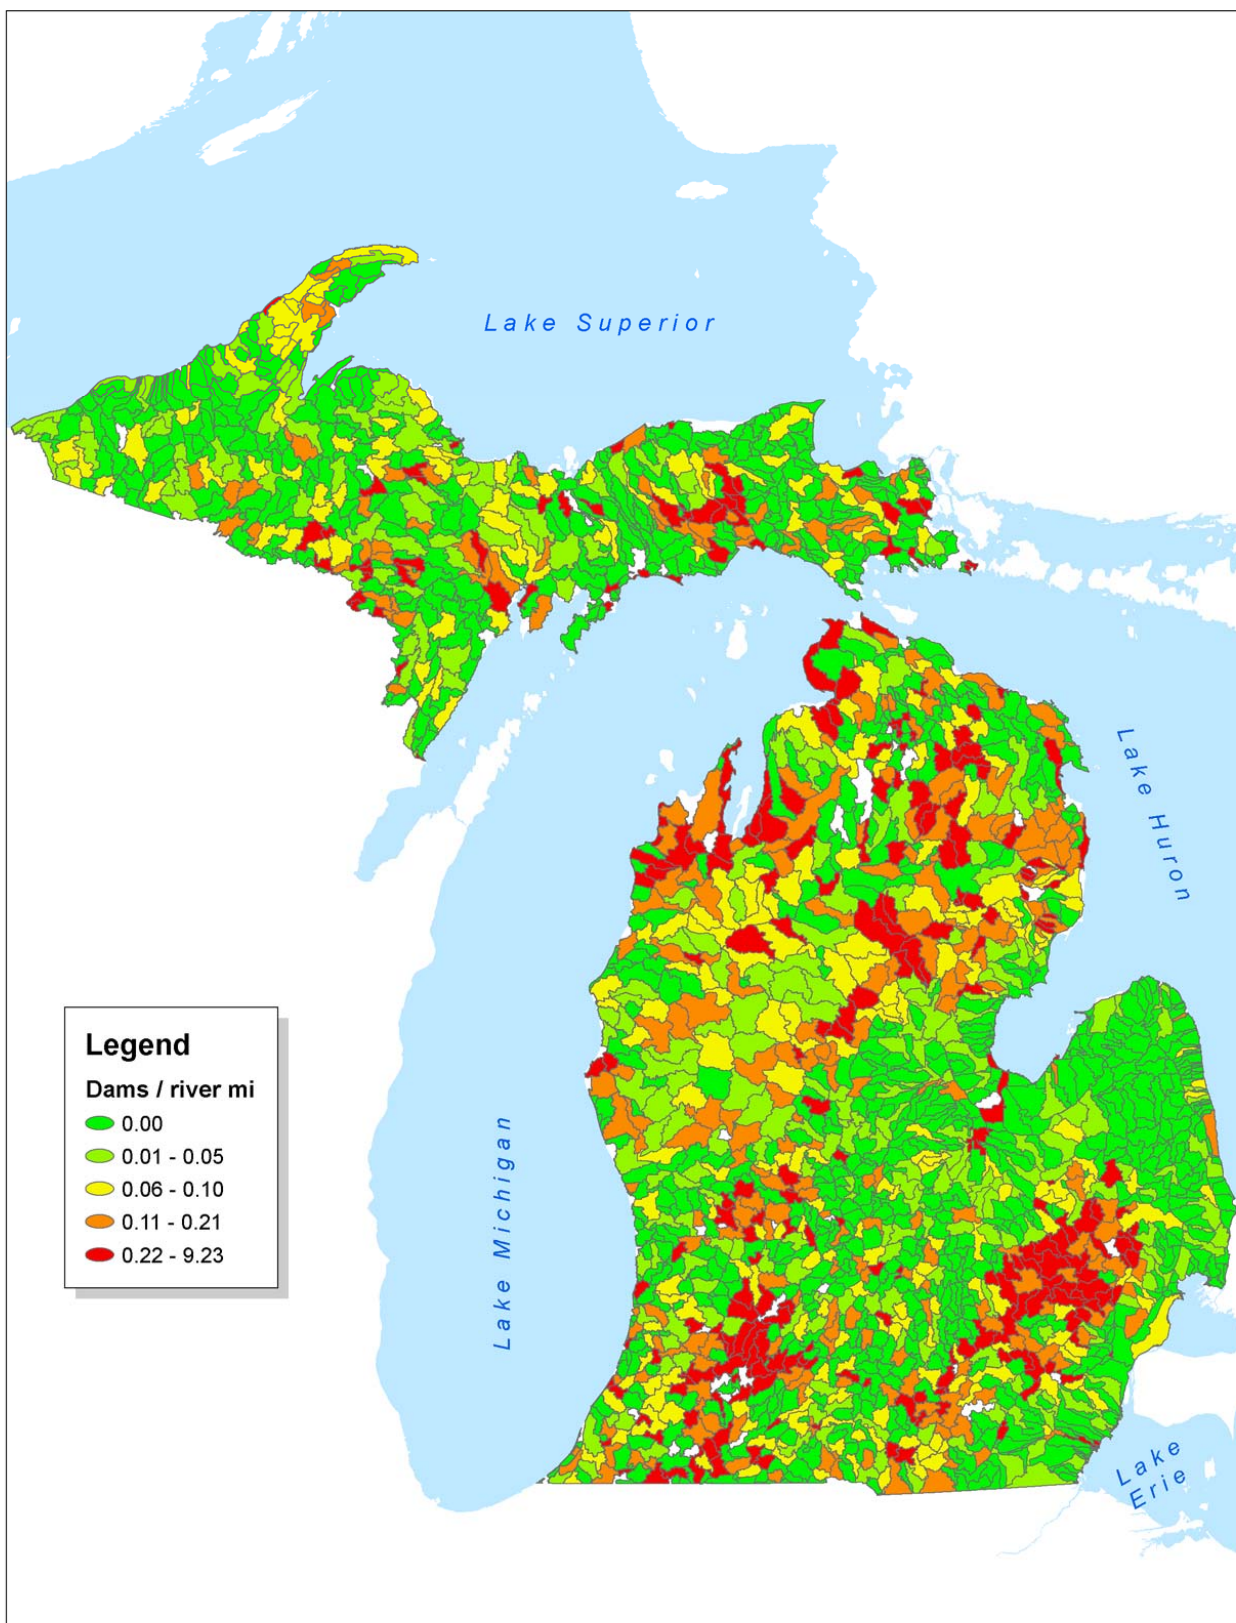 Lake Superior
Lake Huron
Legend
Dams / river mi
0.00
0.01 - 0.05
0.06 - 0.10
0.11 - 0.21
0.22 - 9.23
Lake Michigan
Lake
Erie